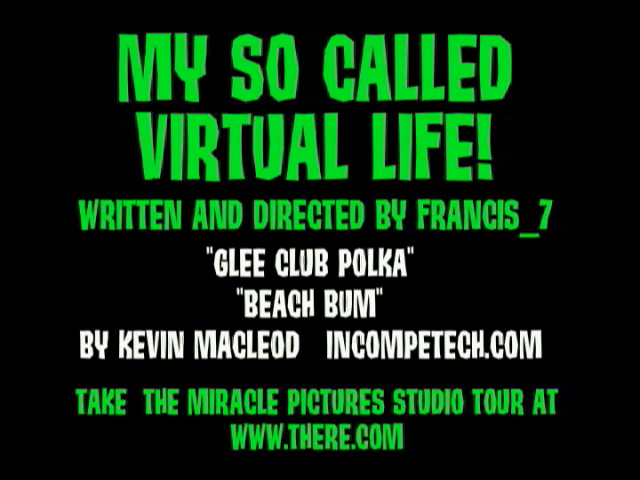 MY SO CALLED
VIRTUAL LIFE!
WRITTEN AND DIRECTED BY FRANCIS_7
"GLEE CLUB POLKA"
"BEACH BUM"
BY KEVIN MACLEOD INCOMPETECH.COM
TAKE THE MIRACLE PICTURES STUDIO TOUR AT
WWW.THERE.COM